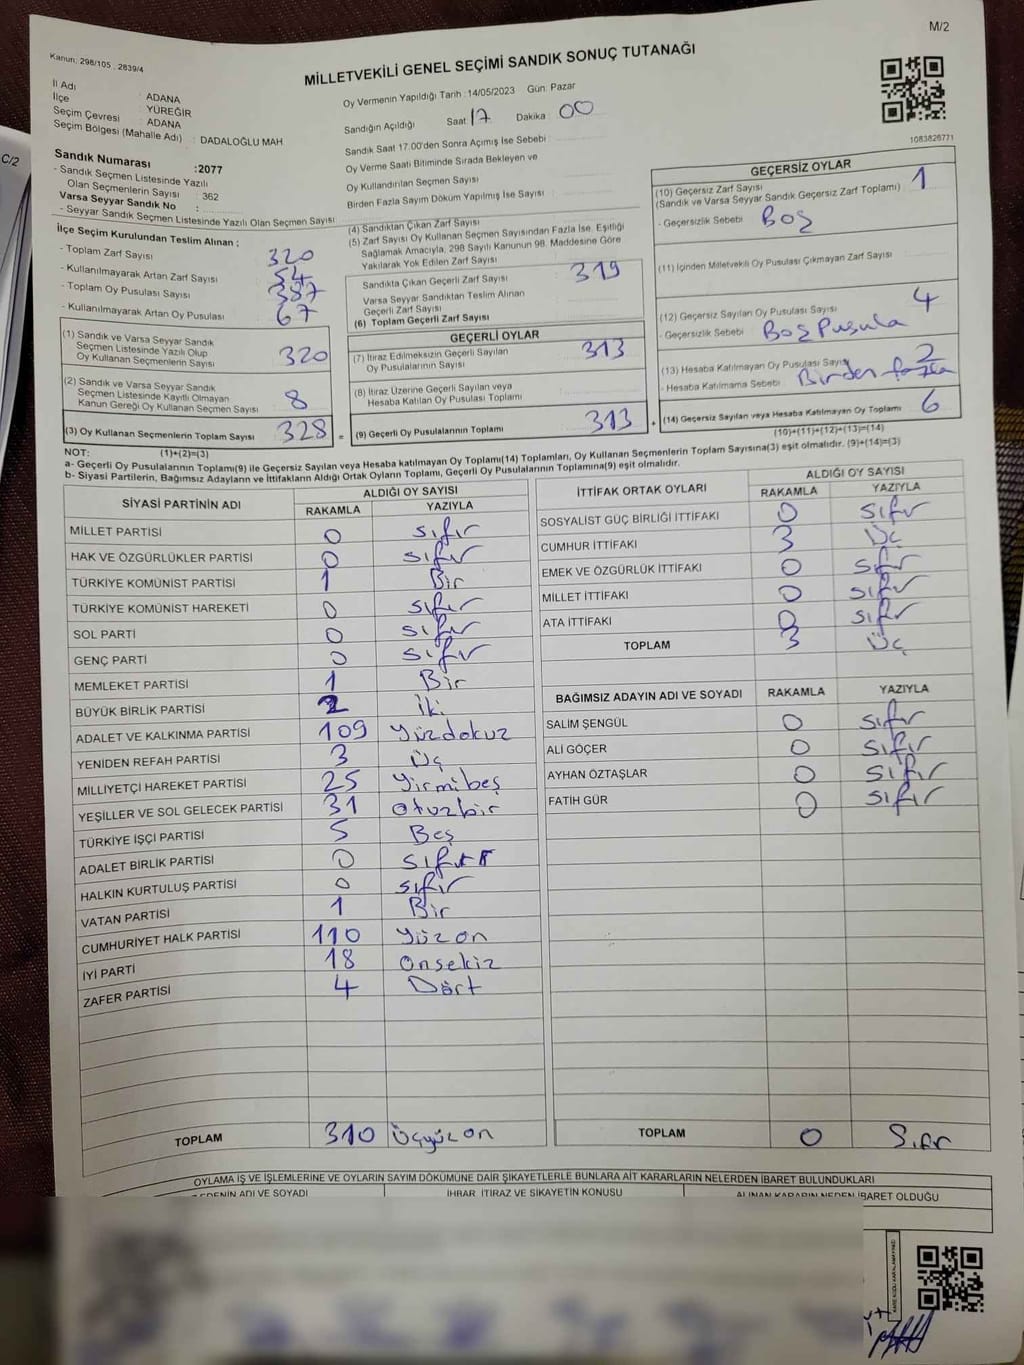 M/2
Kanun: 298/105 , 2839/4
MİLLETVEKİLİ GENEL SEÇİMİ SANDIK SONUÇ TUTANAĞI
C/2
İl Adı : ADANA
İlçe : YÜREĞİR
Seçim Çevresi : ADANA
Seçim Bölgesi (Mahalle Adı) : DADALOĞLU MAH
Oy Vermenin Yapıldığı Tarih : 14/05/2023 Gün: Pazar
Sandığın Açıldığı Saat 17 Dakika : 00
Sandık Saat 17.00'den Sonra Açımış İse Sebebi :
Oy Verme Saati Bitiminde Sırada Bekleyen ve
Oy Kullandırılan Seçmen Sayısı :
Birden Fazla Sayım Döküm Yapılmış İse Sayısı :
1083826771
Sandık Numarası : 2077
- Sandık Seçmen Listesinde Yazılı
Olan Seçmenlerin Sayısı : 362
Varsa Seyyar Sandık No :
- Seyyar Sandık Seçmen Listesinde Yazılı Olan Seçmen Sayısı
İlçe Seçim Kurulundan Teslim Alınan ;
- Toplam Zarf Sayısı : 320
- Kullanılmayarak Artan Zarf Sayısı : 54
- Toplam Oy Pusulası Sayısı : 387
- Kullanılmayarak Artan Oy Pusulası : 67
(1) Sandık ve Varsa Seyyar Sandık
Seçmen Listesinde Yazılı Olup
Oy Kullanan Seçmenlerin Sayısı : 320
(2) Sandık ve Varsa Seyyar Sandık
Seçmen Listesinde Kayıtlı Olmayan
Kanun Gereği Oy Kullanan Seçmen Sayısı : 8
(3) Oy Kullanan Seçmenlerin Toplam Sayısı : 328 =
(4) Sandıktan Çıkan Zarf Sayısı
(5) Zarf Sayısı Oy Kullanan Seçmen Sayısından Fazla İse, Eşitliği
Sağlamak Amacıyla, 298 Sayılı Kanunun 98. Maddesine Göre
Yakılarak Yok Edilen Zarf Sayısı
Sandıkta Çıkan Geçerli Zarf Sayısı : 319
Varsa Seyyar Sandıktan Teslim Alınan
Geçerli Zarf Sayısı
(6) Toplam Geçerli Zarf Sayısı
GEÇERLİ OYLAR
(7) İtiraz Edilmeksizin Geçerli Sayılan
Oy Pusulalarının Sayısı : 313
(8) İtiraz Üzerine Geçerli Sayılan veya
Hesaba Katılan Oy Pusulası Toplamı :
(9) Geçerli Oy Pusulalarının Toplamı : 313 +
GEÇERSİZ OYLAR
(10) Geçersiz Zarf Sayısı
(Sandık ve Varsa Seyyar Sandık Geçersiz Zarf Toplamı) : 1
- Geçersizlik Sebebi : Boş
(11) İçinden Milletvekili Oy Pusulası Çıkmayan Zarf Sayısı :
(12) Geçersiz Sayılan Oy Pusulası Sayısı : 4
- Geçersizlik Sebebi : Boş Pusula
(13) Hesaba Katılmayan Oy Pusulası Sayısı 2
- Hesaba Katılmama Sebebi : Birden fazla
(14) Geçersiz Sayılan veya Hesaba Katılmayan Oy Toplamı : 6
NOT: (1)+(2)=(3) (10)+(11)+(12)+(13)=(14)
a- Geçerli Oy Pusulalarının Toplamı(9) ile Geçersiz Sayılan veya Hesaba katılmayan Oy Toplamı(14) Toplamları, Oy Kullanan Seçmenlerin Toplam Sayısına(3) eşit olmalıdır. (9)+(14)=(3)
b- Siyasi Partilerin, Bağımsız Adayların ve İttifakların Aldığı Ortak Oyların Toplamı, Geçerli Oy Pusulalarının Toplamına(9) eşit olmalıdır.
SİYASİ PARTİNİN ADI ALDIĞI OY SAYISI
RAKAMLA YAZIYLA
MİLLET PARTİSİ 0 sıfır
HAK VE ÖZGÜRLÜKLER PARTİSİ 0 sıfır
TÜRKİYE KOMÜNİST PARTİSİ 1 Bir
TÜRKİYE KOMÜNİST HAREKETİ 0 sıfır
SOL PARTİ 0 sıfır
GENÇ PARTİ 0 sıfır
MEMLEKET PARTİSİ 1 Bir
BÜYÜK BİRLİK PARTİSİ 2 İki
ADALET VE KALKINMA PARTİSİ 109 Yüzdokuz
YENİDEN REFAH PARTİSİ 3 Üç
MİLLİYETÇİ HAREKET PARTİSİ 25 Yirmibeş
YEŞİLLER VE SOL GELECEK PARTİSİ 31 Otuzbir
TÜRKİYE İŞÇİ PARTİSİ 5 Beş
ADALET BİRLİK PARTİSİ 0 sıfır
HALKIN KURTULUŞ PARTİSİ 0 sıfır
VATAN PARTİSİ 1 Bir
CUMHURİYET HALK PARTİSİ 110 Yüzon
İYİ PARTİ 18 Onsekiz
ZAFER PARTİSİ 4 Dört
TOPLAM 310 Üçyüzon
İTTİFAK ORTAK OYLARI ALDIĞI OY SAYISI
RAKAMLA YAZIYLA
SOSYALİST GÜÇ BİRLİĞİ İTTİFAKI 0 sıfır
CUMHUR İTTİFAKI 3 Üç
EMEK VE ÖZGÜRLÜK İTTİFAKI 0 sıfır
MİLLET İTTİFAKI 0 sıfır
ATA İTTİFAKI 0 sıfır
TOPLAM 3 Üç
BAĞIMSIZ ADAYIN ADI VE SOYADI RAKAMLA YAZIYLA
SALİM ŞENGÜL 0 sıfır
ALİ GÖÇER 0 sıfır
AYHAN ÖZTAŞLAR 0 sıfır
FATİH GÜR 0 sıfır
TOPLAM 0 Sıfır
OYLAMA İŞ VE İŞLEMLERİNE VE OYLARIN SAYIM DÖKÜMÜNE DAİR ŞİKAYETLERLE BUNLARA AİT KARARLARIN NELERDEN İBARET BULUNDUKLARI
EDENİN ADI VE SOYADI İHBAR, İTİRAZ VE ŞİKAYETİN KONUSU ALINAN KARARIN NEDEN İBARET OLDUĞU